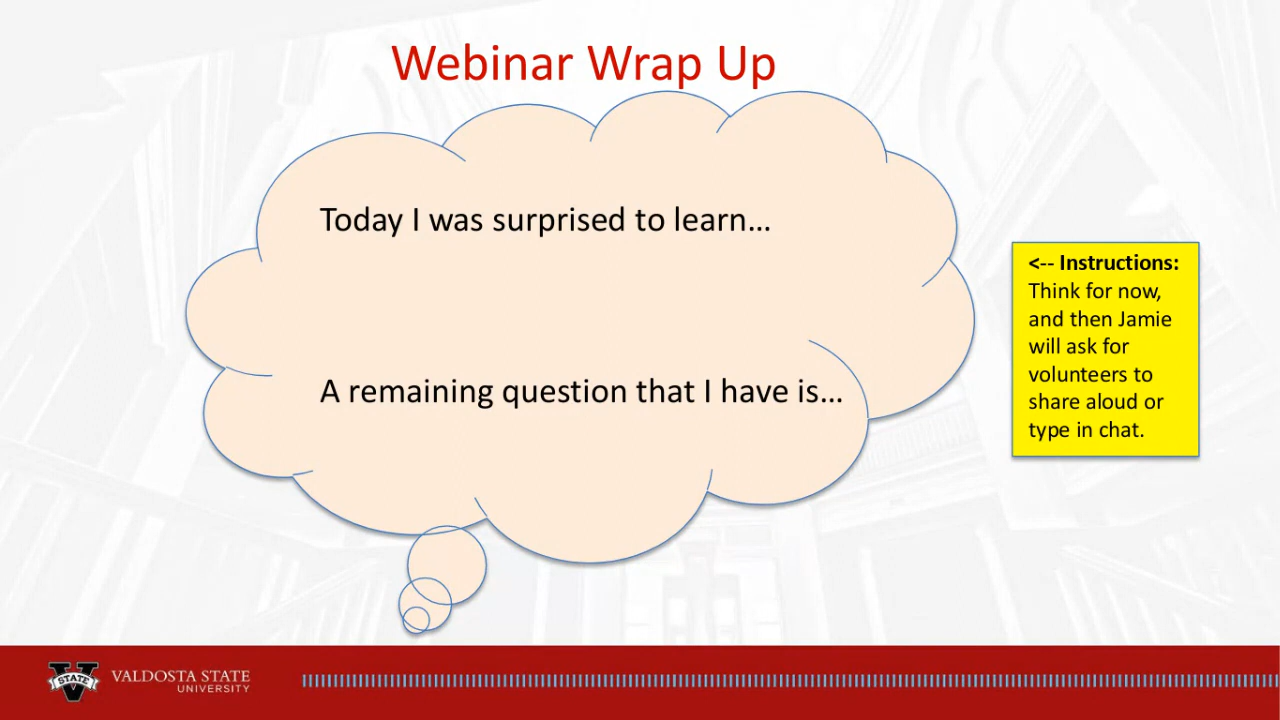 Webinar Wrap Up
Today I was surprised to learn…
A remaining question that I have is…
<-- Instructions:
Think for now,
and then Jamie
will ask for
volunteers to
share aloud or
type in chat.
V
STATE
VALDOSTA STATE
UNIVERSITY